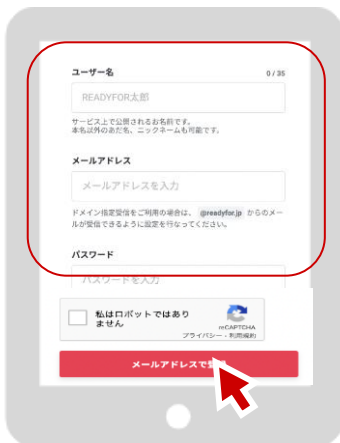 ユーザー名
0 / 35
READYFOR太郎
サービス上で公開されるお名前です。
本名以外のあだ名、ニックネームも可能です。
メールアドレス
メールアドレスを入力
ドメイン指定受信をご利用の場合は、 @readyfor.jp からのメー
ルが受信できるように設定を行なってください。
パスワード
パスワードを入力
私はロボットではあり
ません
reCAPTCHA
プライバシー - 利用規約
メールアドレスで